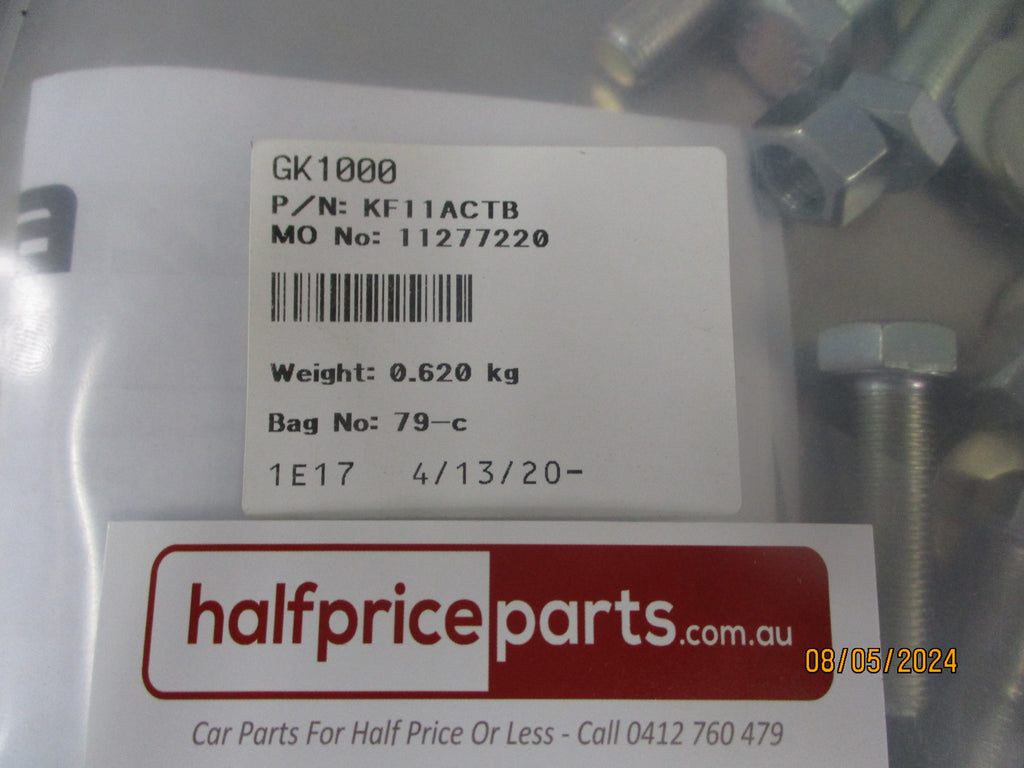 a
GK1000
P/N: KF11ACTB
MO No: 11277220
Weight: 0.620 kg
Bag No: 79-c
1E17 4/13/20-
halfpriceparts.com.au
08/05/2024
Car Parts For Half Price Or Less - Call 0412 760 479